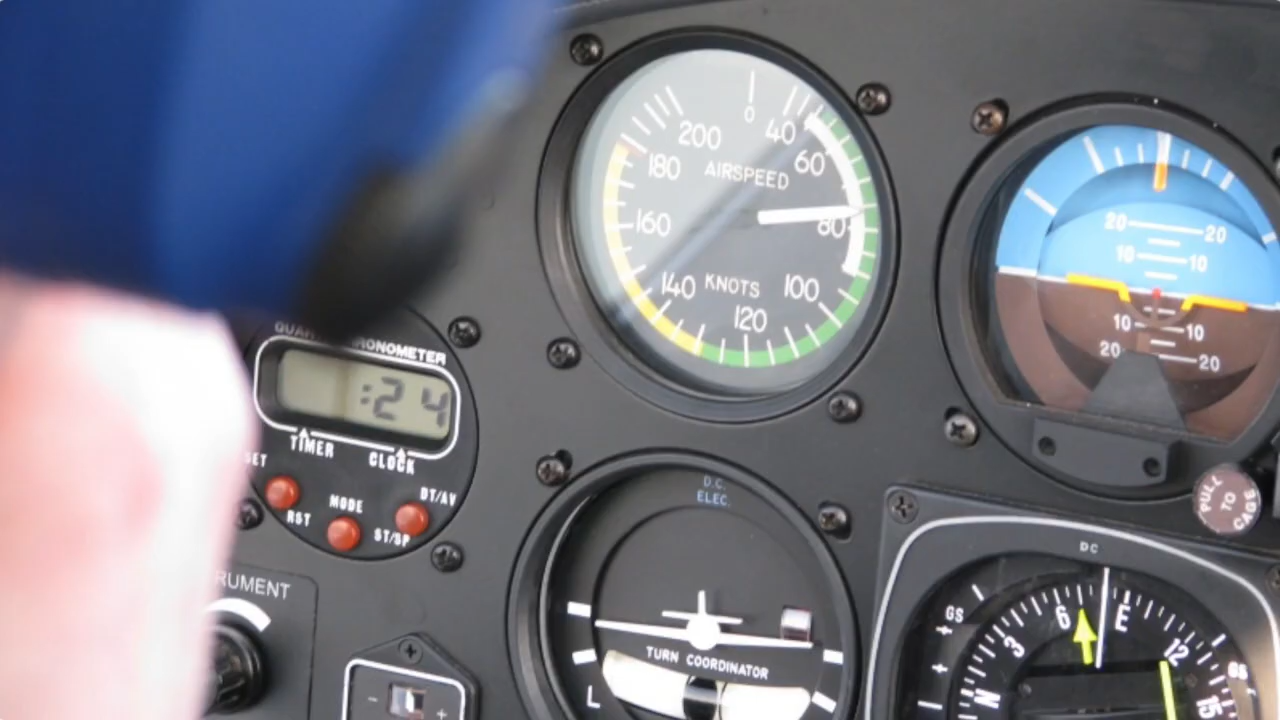 0
40
60
80
100
120
140
160
180
200
AIRSPEED
KNOTS
20 20
10 10
10 10
20 20
PULL
TO
CAGE
CHRONOMETER
:24
TIMER
CLOCK
RST
MODE
DT/AV
ST/SP
D.C.
ELEC.
TURN COORDINATOR
L
DC
GS
GS
N
3
6
E
12
15
- +